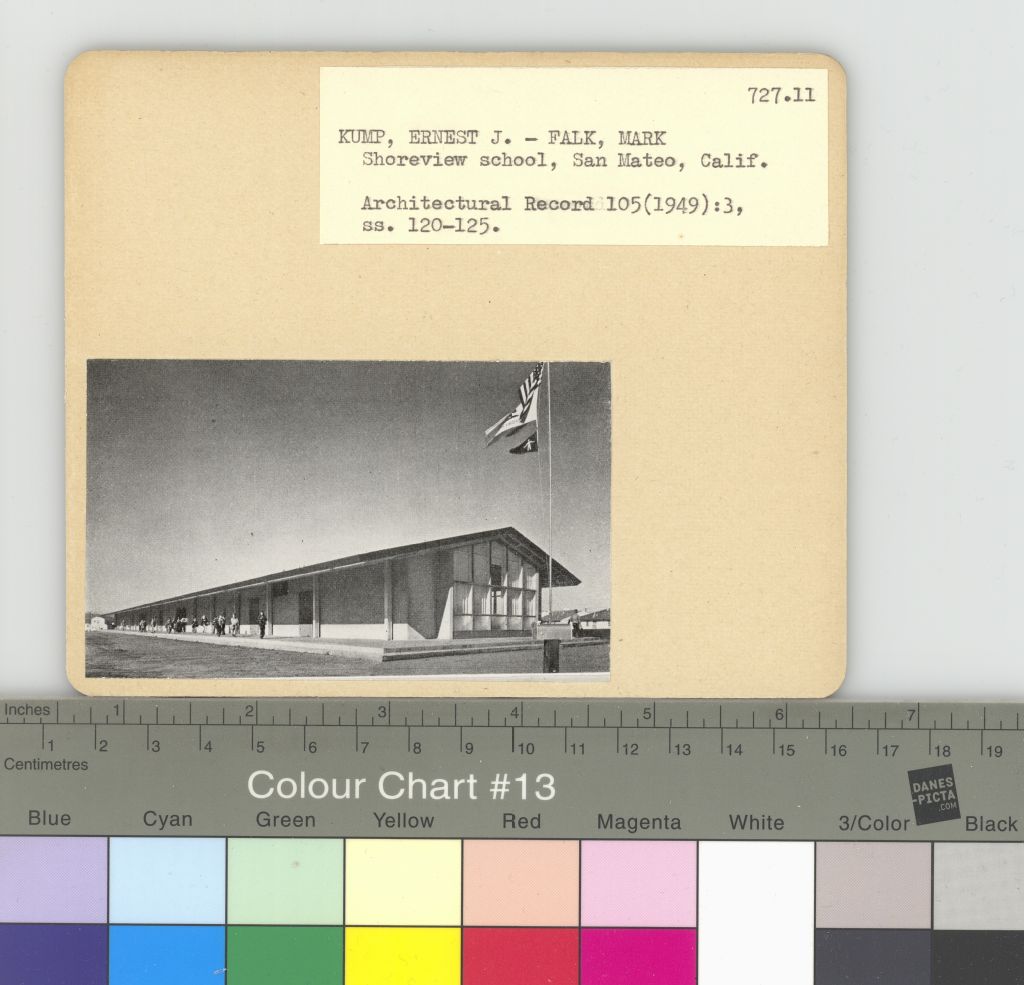 727.11
KUMP, ERNEST J. - FALK, MARK
Shoreview school, San Mateo, Calif.
Architectural Record 105(1949):3,
ss. 120-125.
Inches 1 2 3 4 5 6 7
1 2 3 4 5 6 7 8 9 10 11 12 13 14 15 16 17 18 19
Centimetres
Colour Chart #13
DANES
-PICTA
.COM
Blue Cyan Green Yellow Red Magenta White 3/Color Black